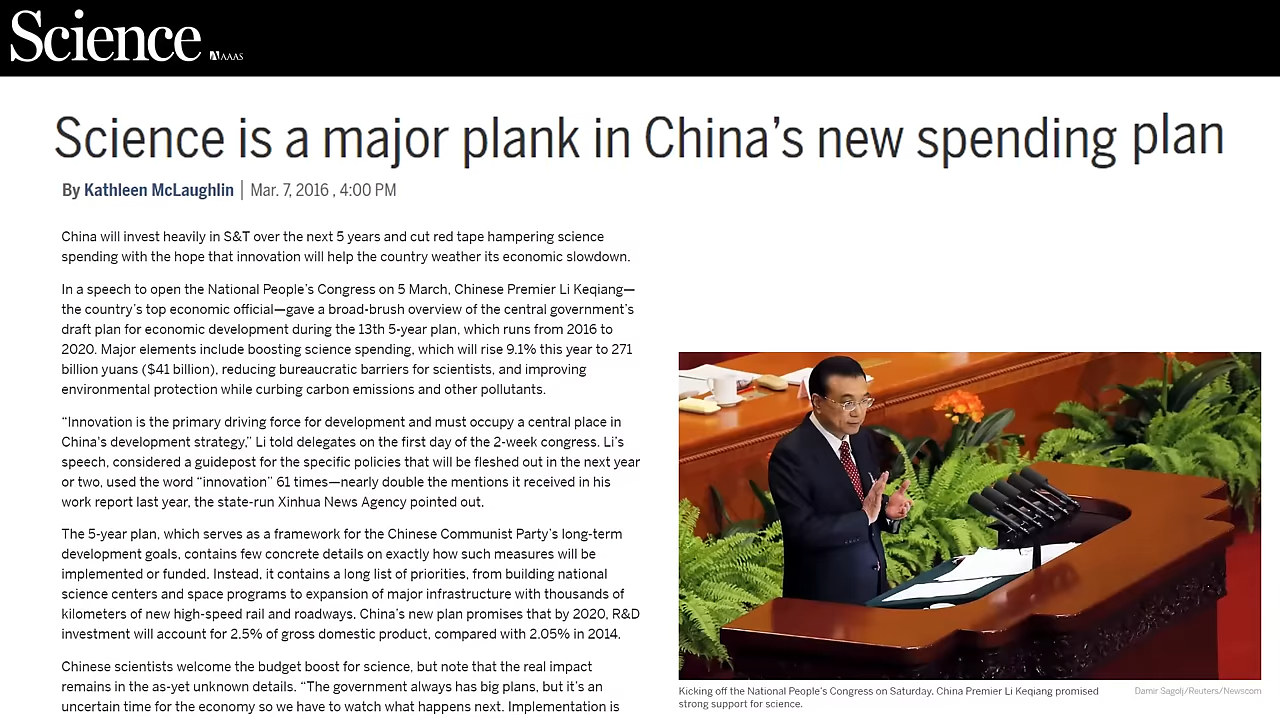 Science
AAAS
Science is a major plank in China's new spending plan
By Kathleen McLaughlin | Mar. 7, 2016 , 4:00 PM
China will invest heavily in S&T over the next 5 years and cut red tape hampering science
spending with the hope that innovation will help the country weather its economic slowdown.
In a speech to open the National People's Congress on 5 March, Chinese Premier Li Keqiang—
the country's top economic official—gave a broad-brush overview of the central government's
draft plan for economic development during the 13th 5-year plan, which runs from 2016 to
2020. Major elements include boosting science spending, which will rise 9.1% this year to 271
billion yuans ($41 billion), reducing bureaucratic barriers for scientists, and improving
environmental protection while curbing carbon emissions and other pollutants.
“Innovation is the primary driving force for development and must occupy a central place in
China's development strategy,” Li told delegates on the first day of the 2-week congress. Li's
speech, considered a guidepost for the specific policies that will be fleshed out in the next year
or two, used the word “innovation” 61 times—nearly double the mentions it received in his
work report last year, the state-run Xinhua News Agency pointed out.
The 5-year plan, which serves as a framework for the Chinese Communist Party's long-term
development goals, contains few concrete details on exactly how such measures will be
implemented or funded. Instead, it contains a long list of priorities, from building national
science centers and space programs to expansion of major infrastructure with thousands of
kilometers of new high-speed rail and roadways. China's new plan promises that by 2020, R&D
investment will account for 2.5% of gross domestic product, compared with 2.05% in 2014.
Chinese scientists welcome the budget boost for science, but note that the real impact
remains in the as-yet unknown details. “The government always has big plans, but it's an
uncertain time for the economy so we have to watch what happens next. Implementation is
Kicking off the National People's Congress on Saturday, China Premier Li Keqiang promised
strong support for science.
Damir Sagolj/Reuters/Newscom